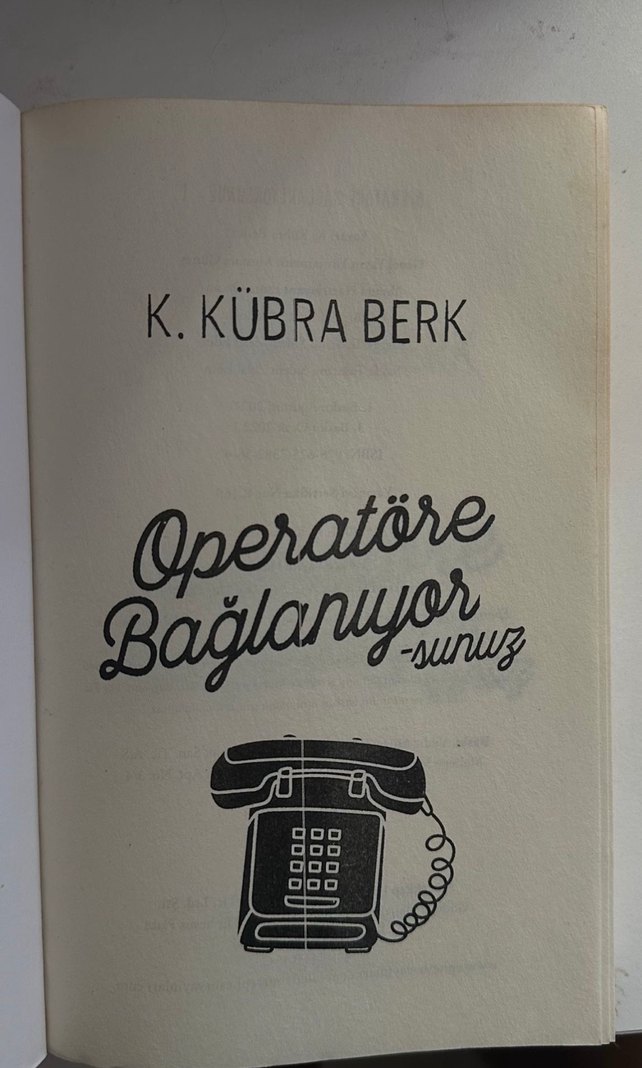 K. KÜBRA BERK
Operatöre
Bağlanıyor
-sunuz